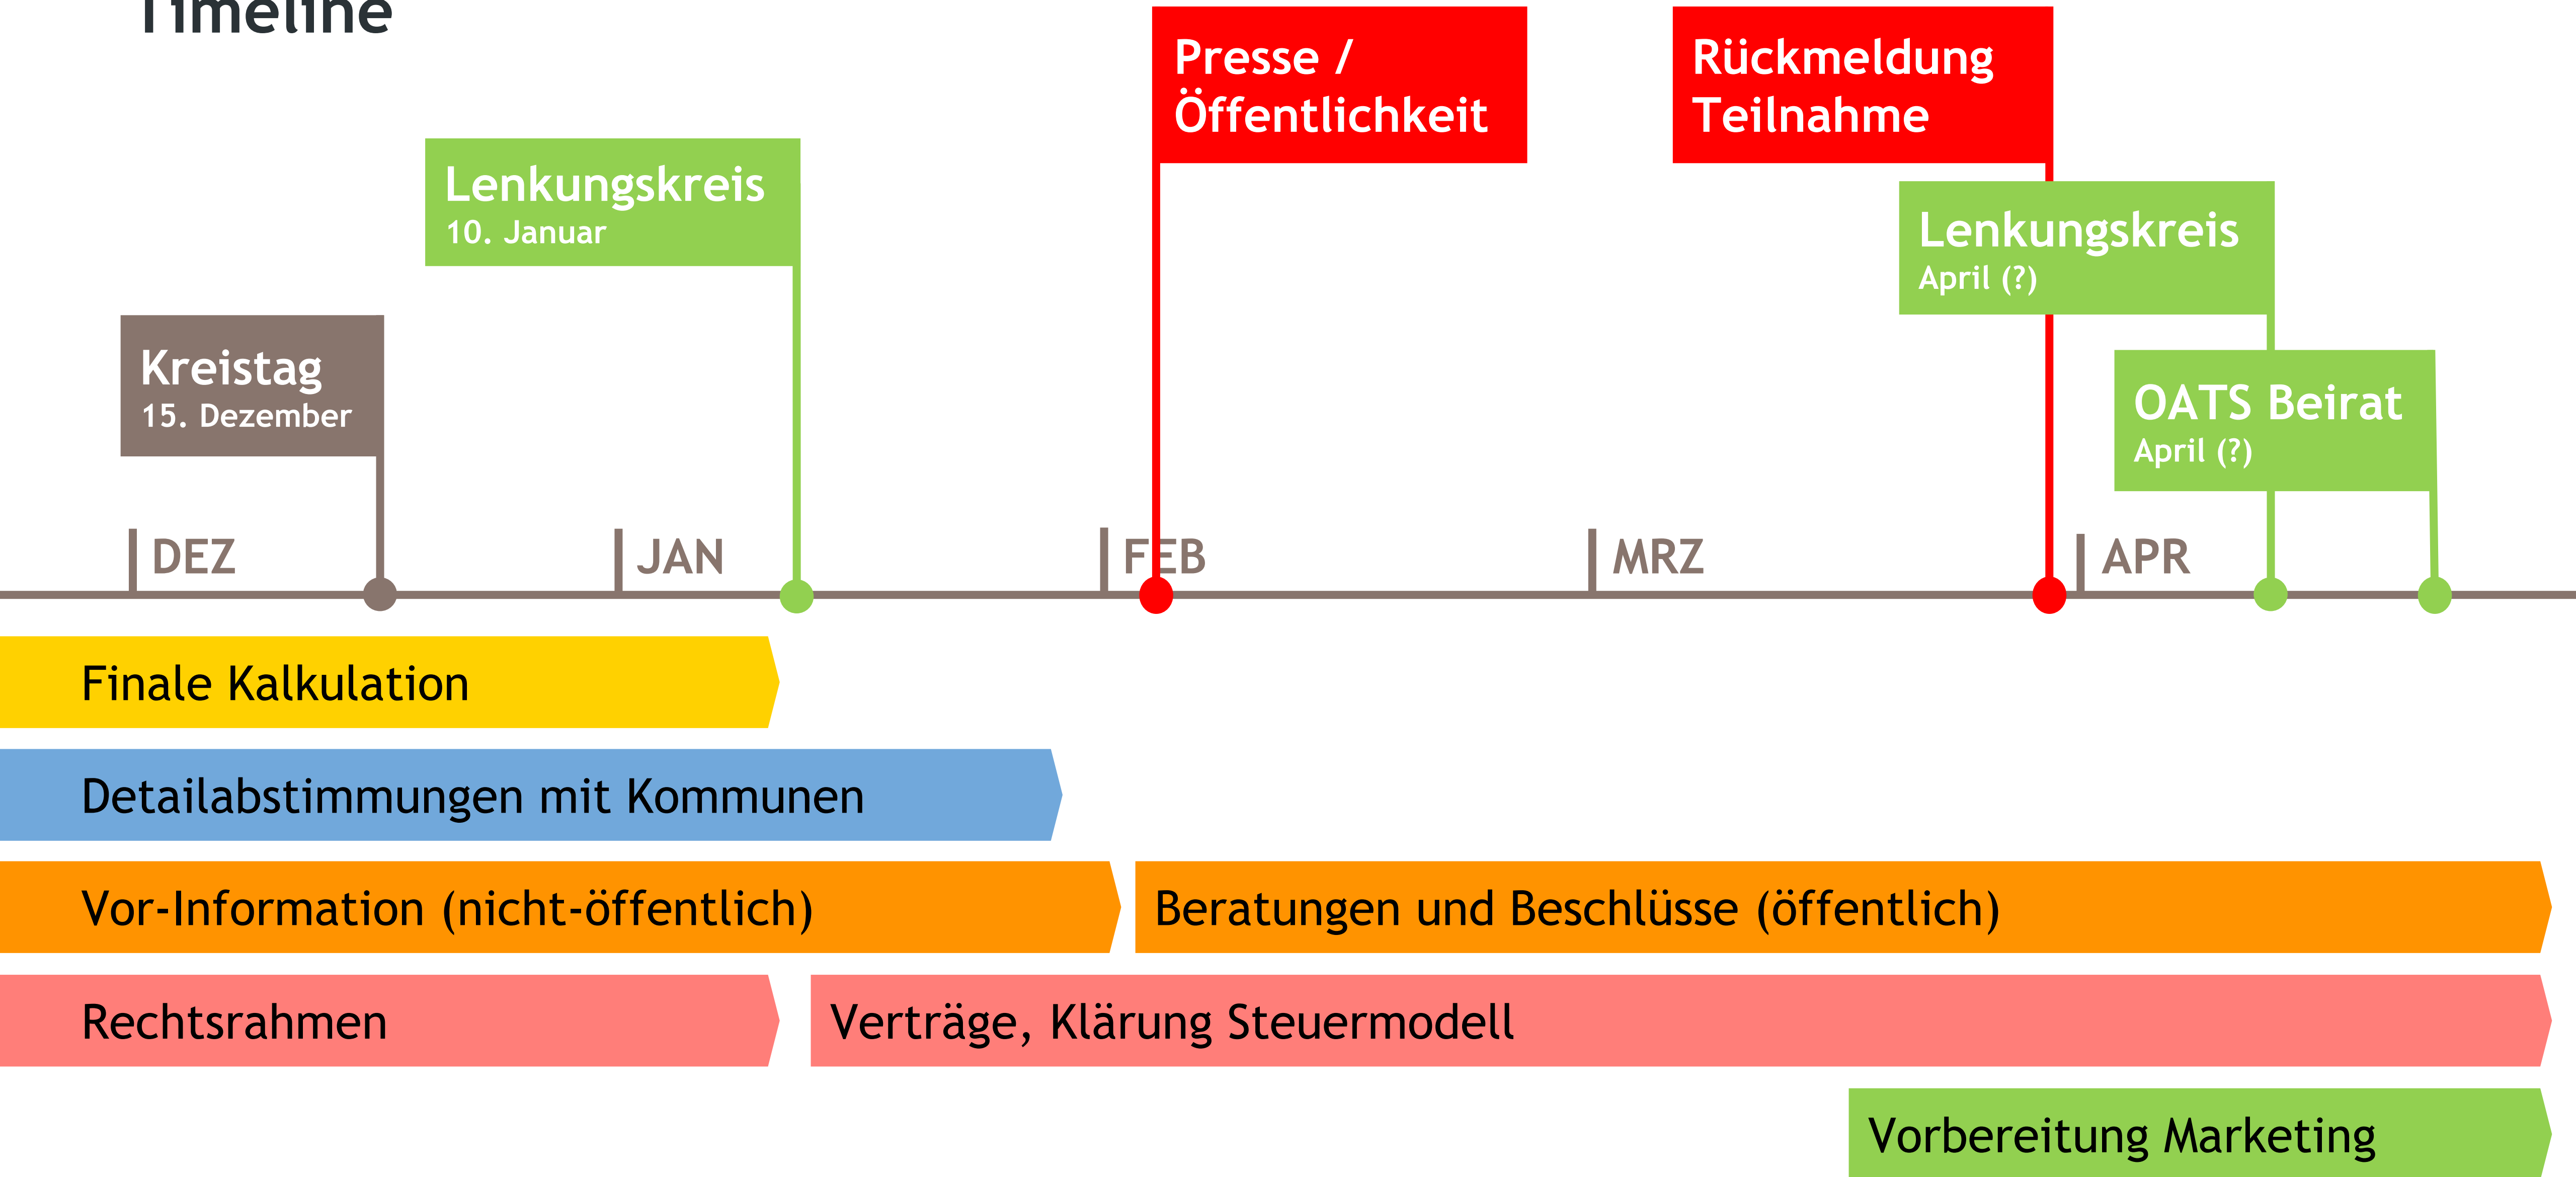 Timeline
Presse /
Öffentlichkeit
Rückmeldung
Teilnahme
Lenkungskreis
10. Januar
Lenkungskreis
April (?)
Kreistag
15. Dezember
OATS Beirat
April (?)
DEZ
JAN
FEB
MRZ
APR
Finale Kalkulation
Detailabstimmungen mit Kommunen
Vor-Information (nicht-öffentlich)
Beratungen und Beschlüsse (öffentlich)
Rechtsrahmen
Verträge, Klärung Steuermodell
Vorbereitung Marketing